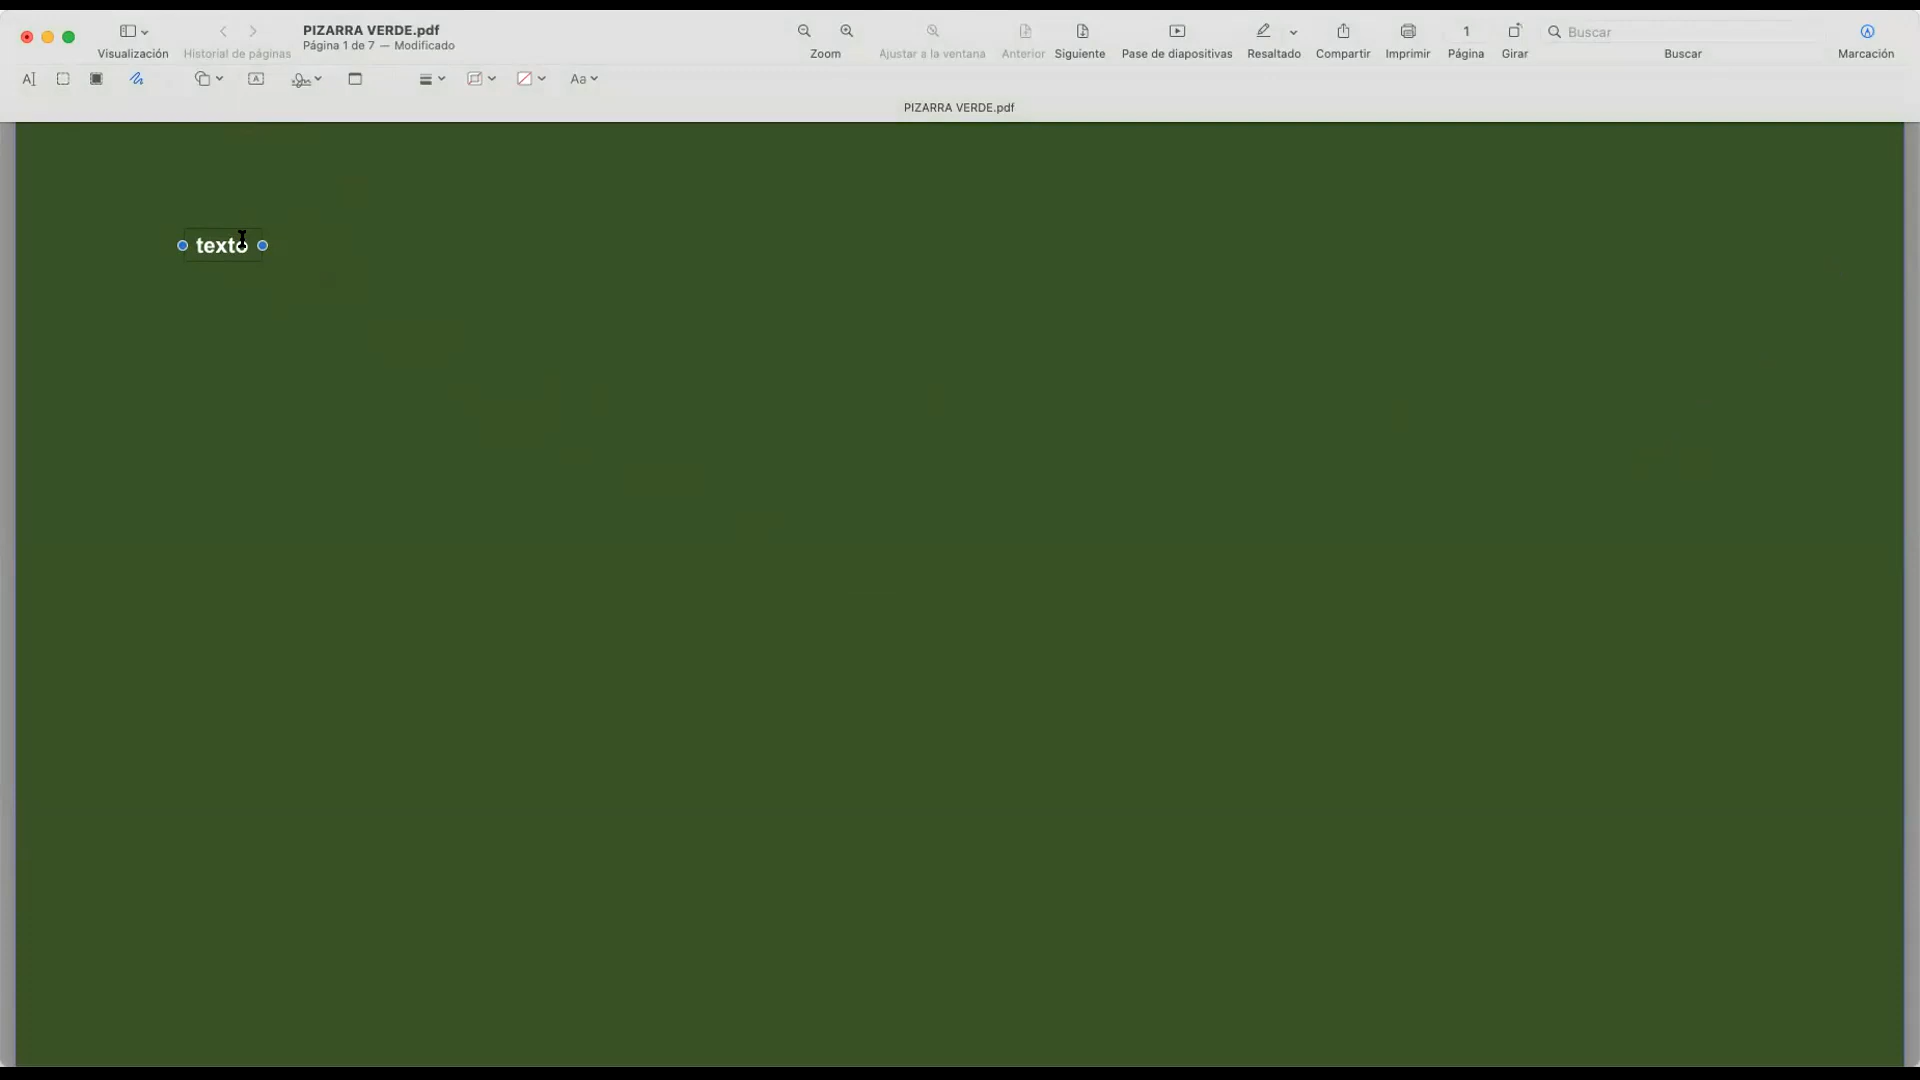 PIZARRA VERDE.pdf
Página 1 de 7 — Modificado
Visualización
Historial de páginas
Zoom
Ajustar a la ventana
Anterior
Siguiente
Pase de diapositivas
Resaltado
Compartir
Imprimir
1
Página
Girar
Buscar
Buscar
Marcación
A
A
Aa
PIZARRA VERDE.pdf
texto